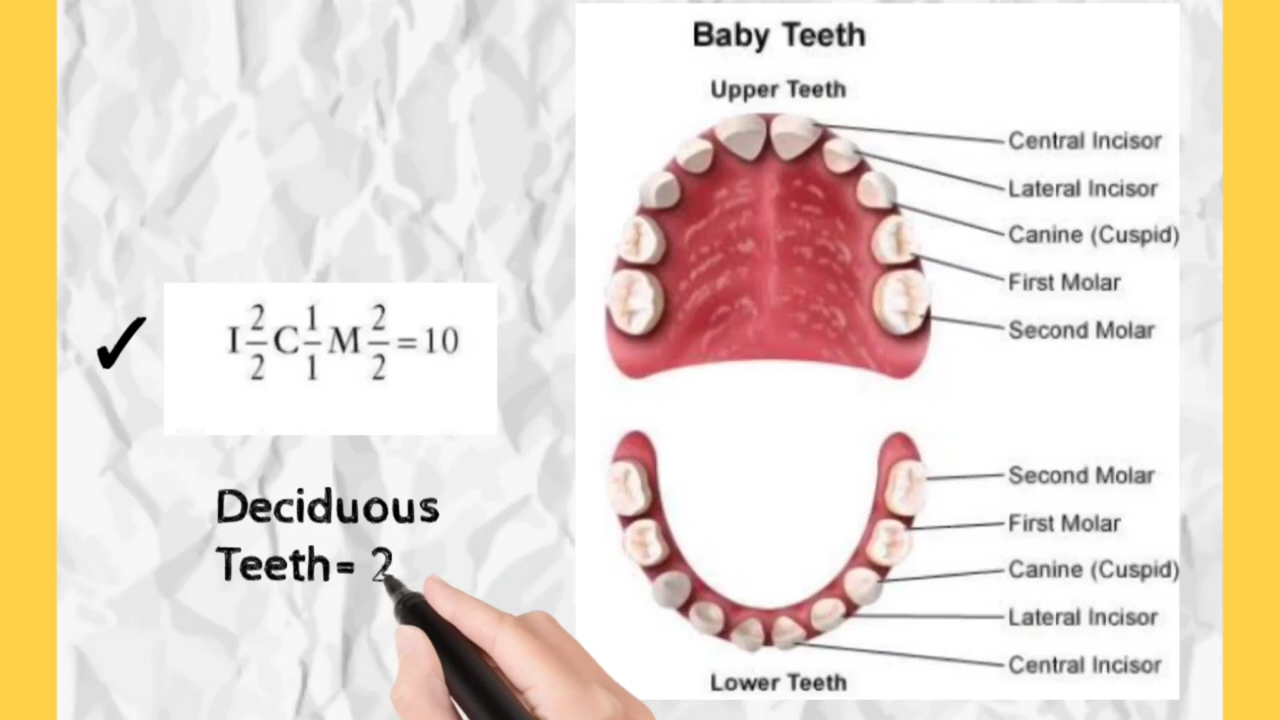 ✓ I 2/2 C 1/1 M 2/2 = 10
Deciduous
Teeth= 2
Baby Teeth
Upper Teeth
Central Incisor
Lateral Incisor
Canine (Cuspid)
First Molar
Second Molar
Second Molar
First Molar
Canine (Cuspid)
Lateral Incisor
Central Incisor
Lower Teeth